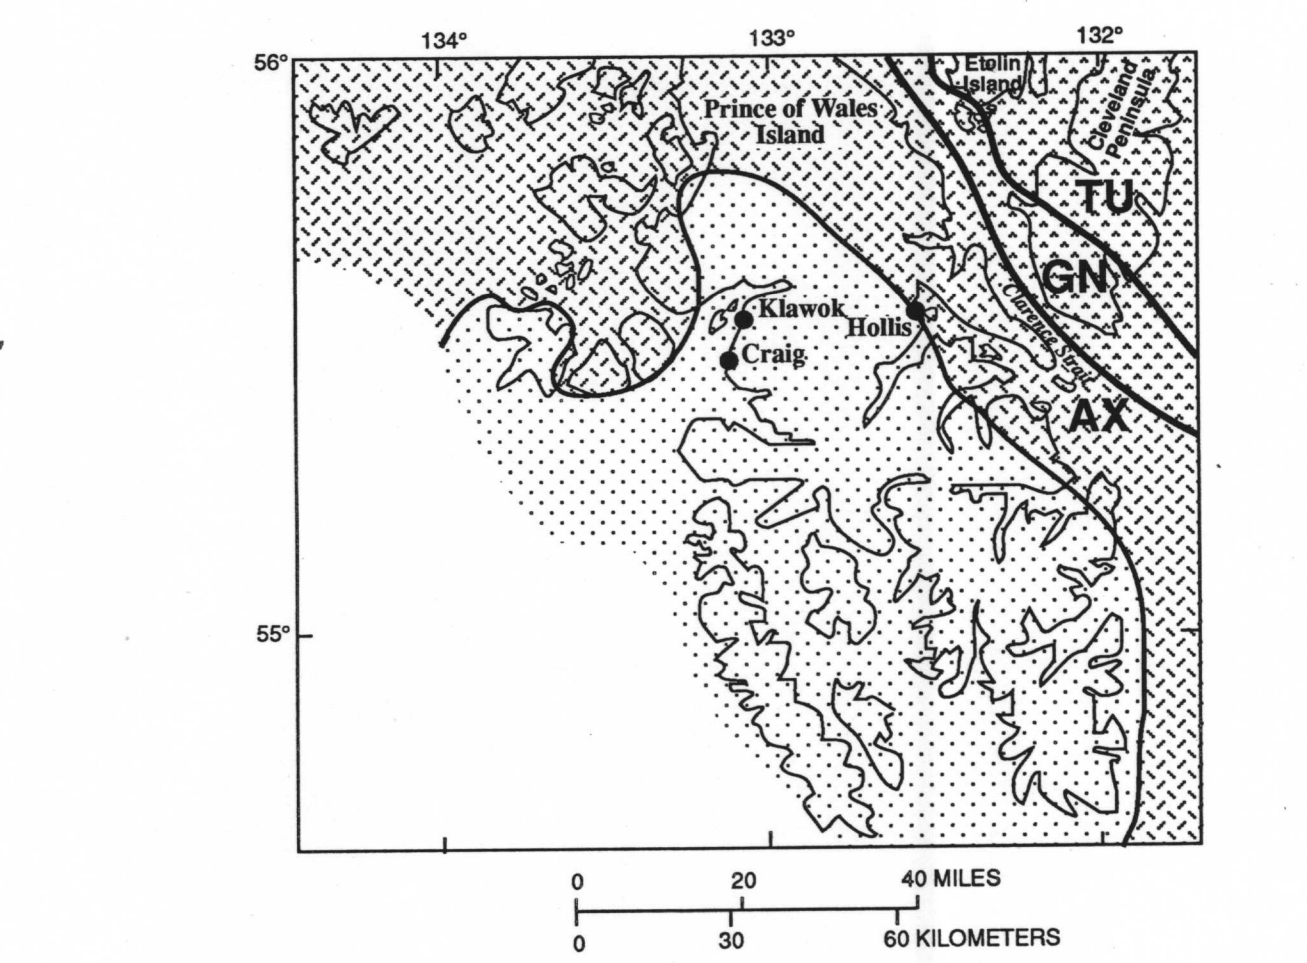 134° 133° 132°
56°
Etolin
Island
Cleveland
Peninsula
Prince of Wales
Island
TU
GN
Clarence Strait
Klawok
Hollis
Craig
AX
55°
0 20 40 MILES
0 30 60 KILOMETERS